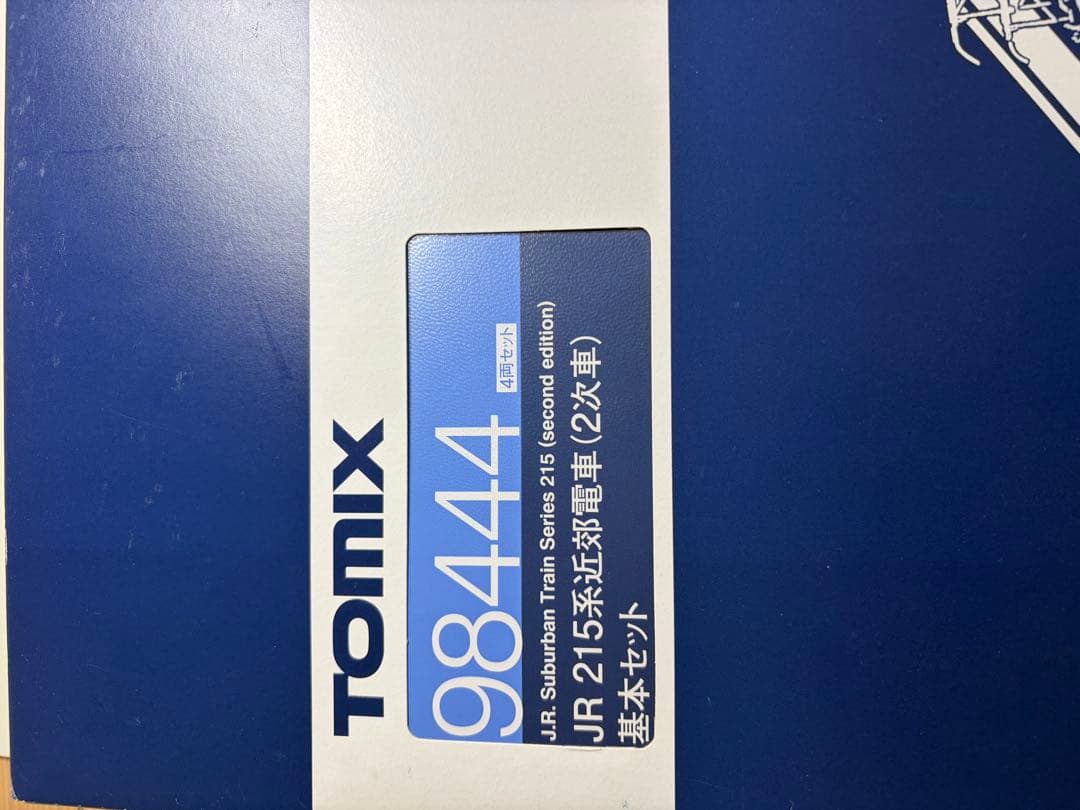 TOMIX
98444 4両セット
J.R. Suburban Train Series 215 (second edition)
JR 215系近郊電車(2次車)
基本セット